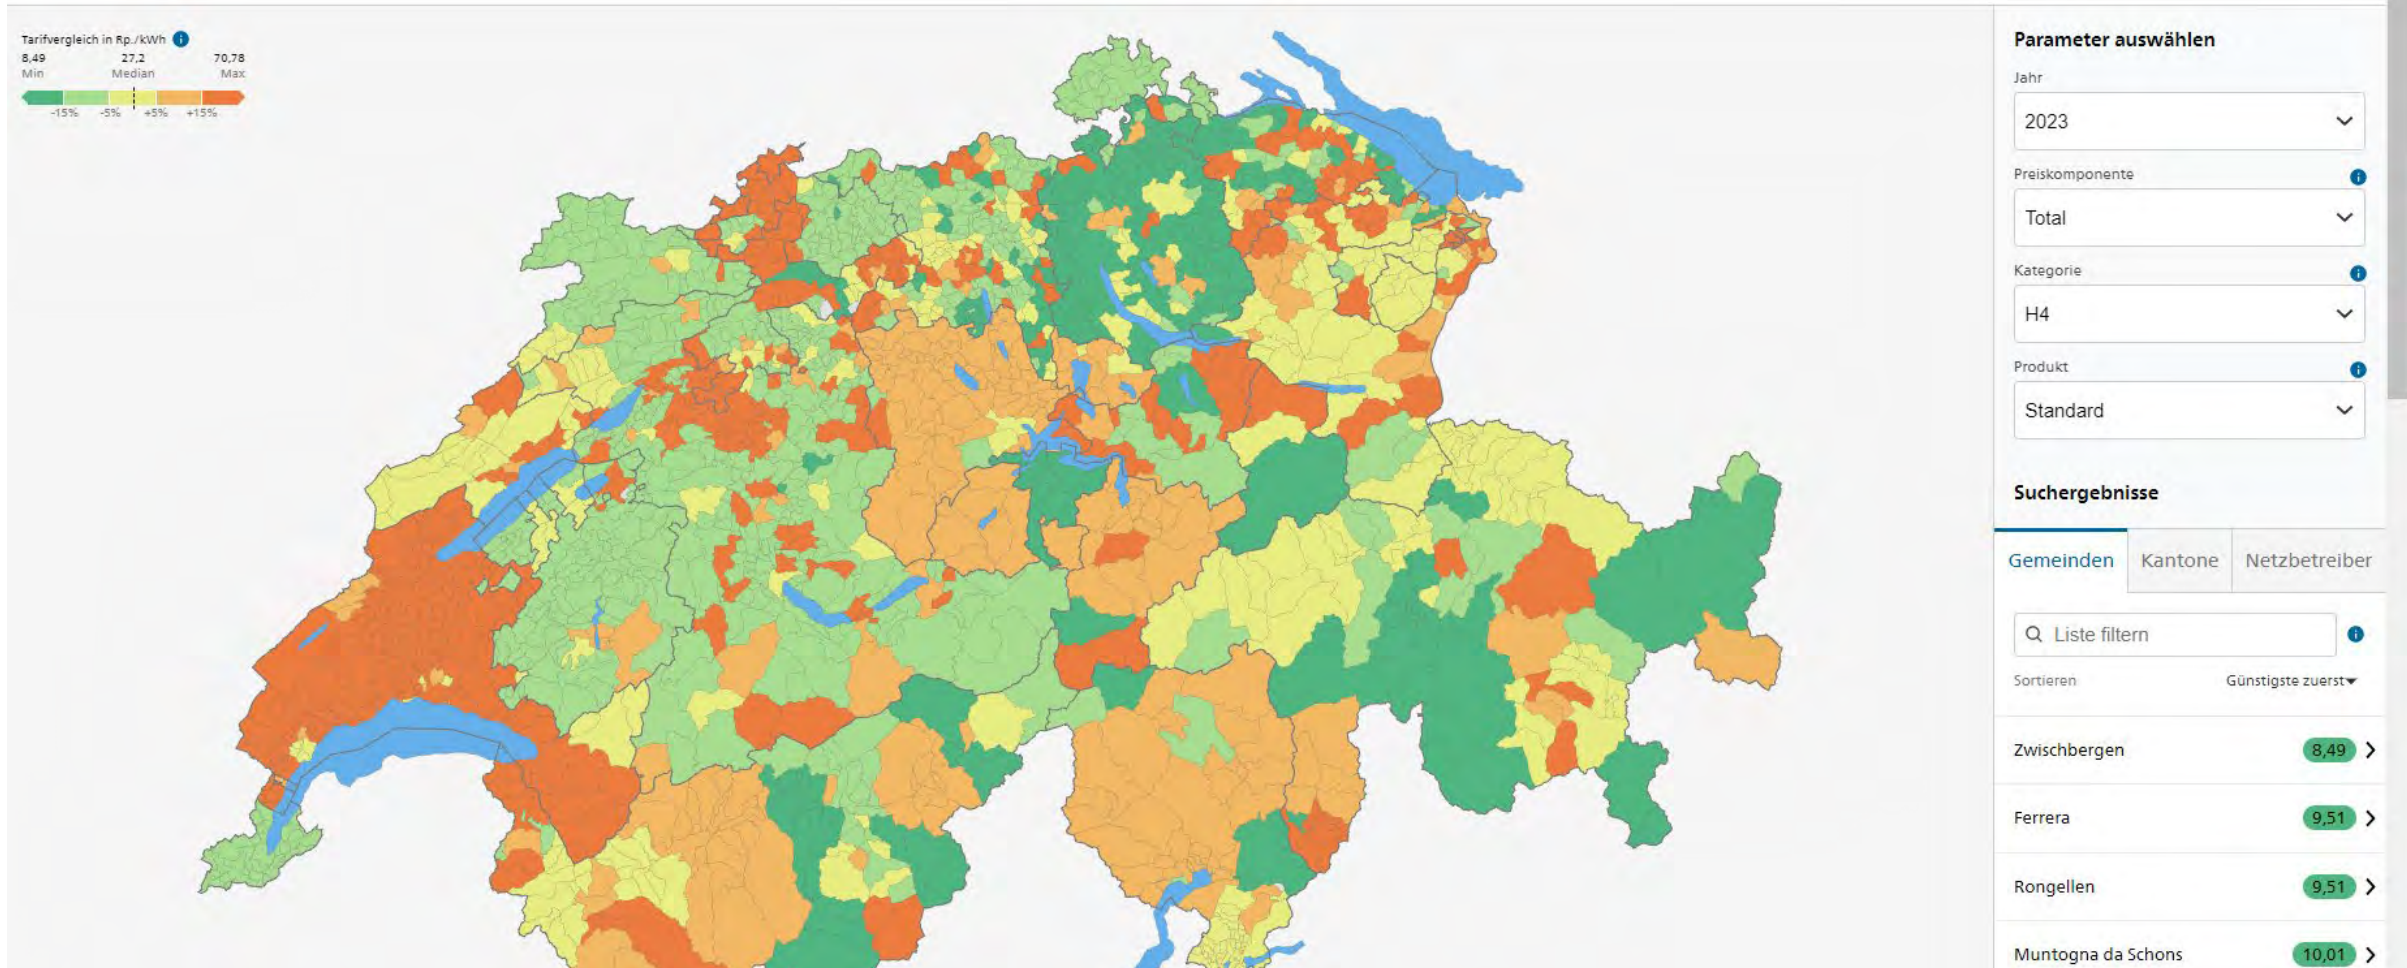 Tarifvergleich in Rp./kWh
8,49 27,2 70,78
Min Median Max
-15% -5% +5% +15%
Parameter auswählen
Jahr
2023
Preiskomponente
Total
Kategorie
H4
Produkt
Standard
Suchergebnisse
Gemeinden Kantone Netzbetreiber
Liste filtern
Sortieren Günstigste zuerst
Zwischbergen 8,49
Ferrera 9,51
Rongellen 9,51
Muntogna da Schons 10,01